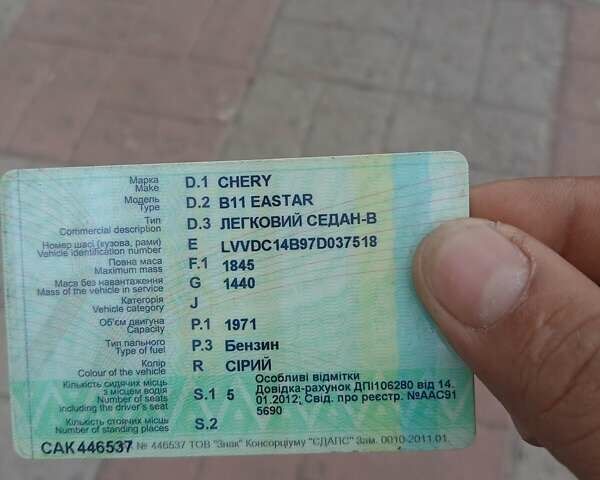 Марка D.1 CHERY
Make
Модель D.2 B11 EASTAR
Type
Тип D.3 ЛЕГКОВИЙ СЕДАН-В
Commercial description
Номер шасі (кузова, рами) E LVVDC14B97D037518
Vehicle identification number
Повна маса F.1 1845
Maximum mass
Маса без навантаження G 1440
Mass of the vehicle in service
Категорія J
Vehicle category
Об'єм двигуна P.1 1971
Capacity
Тип пального P.3 Бензин
Type of fuel
Колір R СІРИЙ
Colour of the vehicle
Кількість сидячих місць
з місцем водія S.1 5
Number of seats
including the driver's seat
Особливі відмітки
Довідка-рахунок ДПІ106280 від 14.
01.2012; Свід. про реєстр. №ААС91
5690
Кількість стоячих місць S.2
Number of standing places
САК446537 № 446537 ТОВ "Знак" Консорціуму "ЄДАПС" Зам. 0010-2011.01.